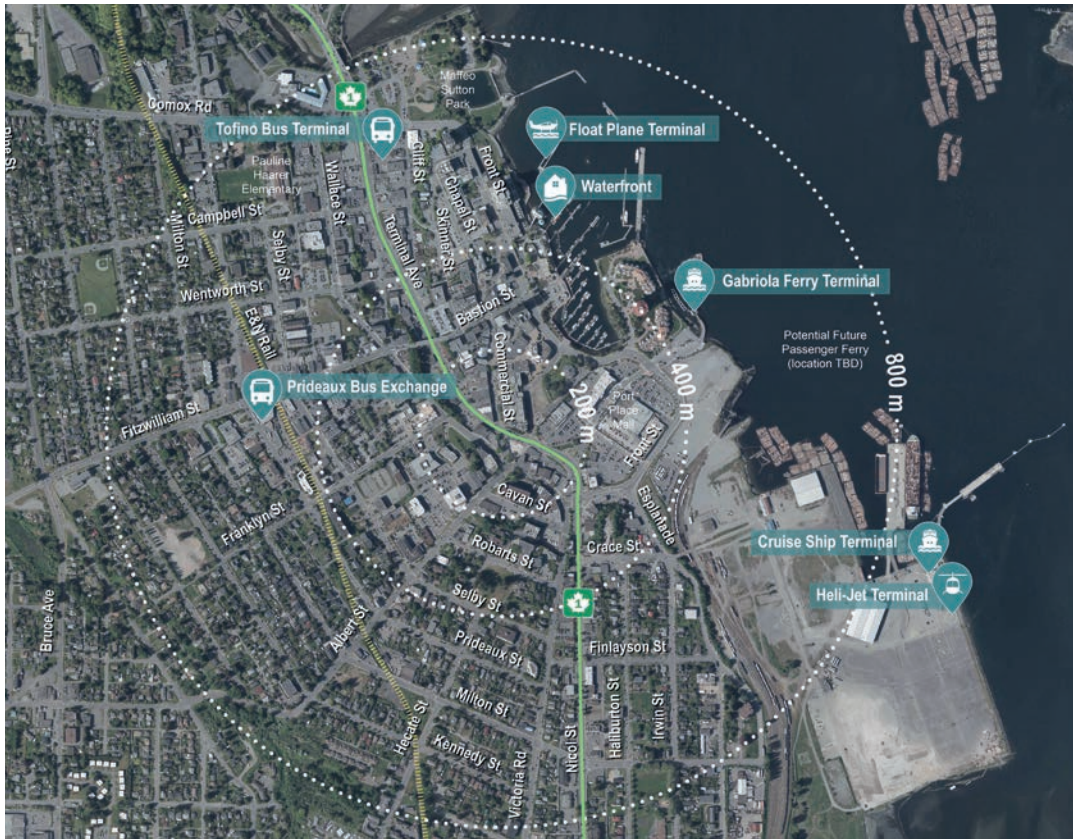 Comox Rd
1
Maffeo
Sutton
Park
Tofino Bus Terminal
Float Plane Terminal
Waterfront
Pine St
Pauline
Haarer
Elementary
Wallace St
Cliff St
Front St
Chapel St
Skinner St
Campbell St
Milton St
Selby St
Terminal Ave
Wentworth St
E&N Rail
Bastion St
Gabriola Ferry Terminal
Potential Future
Passenger Ferry
(location TBD)
Commercial St
Prideaux Bus Exchange
Fitzwilliam St
200 m
400 m
800 m
Port
Place
Mall
Front St
Cavan St
Esplanade
Franklyn St
Robarts St
Crace St
Cruise Ship Terminal
Heli-Jet Terminal
Selby St
1
Bruce Ave
Albert St
Prideaux St
Finlayson St
Milton St
Hecate St
Kennedy St
Victoria Rd
Nicol St
Haliburton St
Irwin St